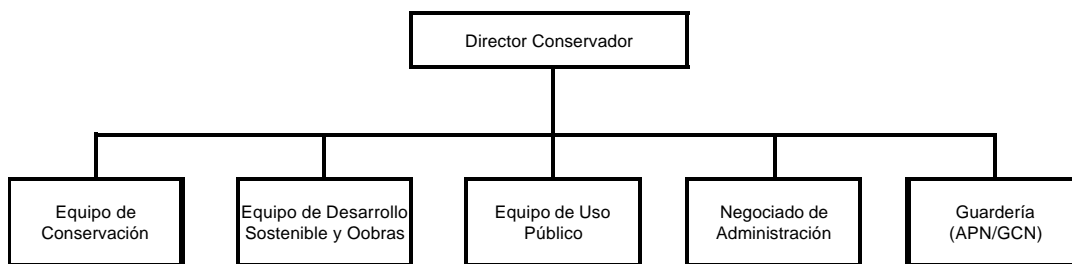 Director Conservador
Equipo de
Conservación
Equipo de Desarrollo
Sostenible y Oobras
Equipo de Uso
Público
Negociado de
Administración
Guardería
(APN/GCN)